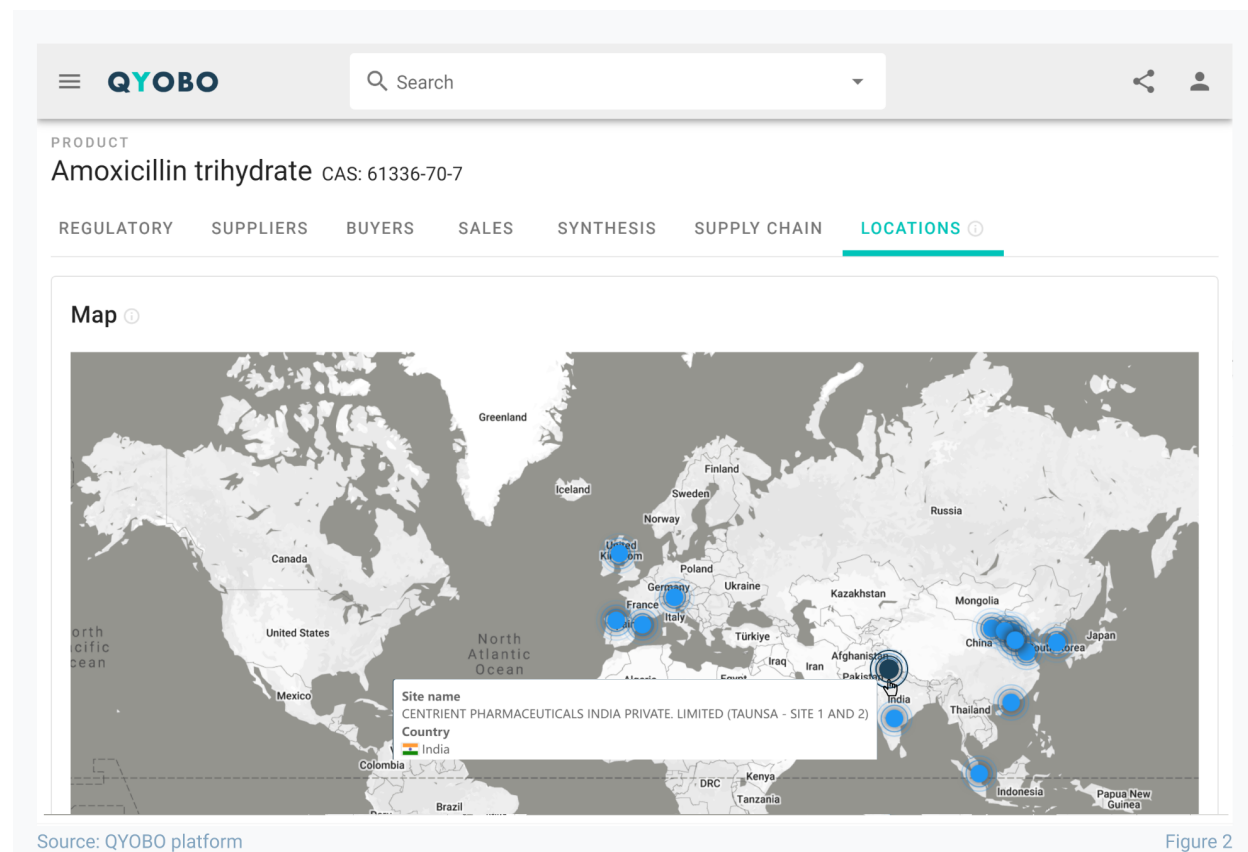 QYOBO
Search
PRODUCT
Amoxicillin trihydrate CAS: 61336-70-7
REGULATORY SUPPLIERS BUYERS SALES SYNTHESIS SUPPLY CHAIN LOCATIONS
Map
Greenland
Finland
Iceland
Sweden
Russia
Norway
United
Kingdom
Canada
Poland
Germany
Ukraine
Kazakhstan
France
Mongolia
Italy
United States
North
Atlantic
Ocean
Türkiye
China
Japan
Iraq
Iran
Afghanistan
Pakistan
Mexico
India
Thailand
Site name
CENTRIENT PHARMACEUTICALS INDIA PRIVATE. LIMITED (TAUNSA - SITE 1 AND 2)
Country
India
Colombia
DRC
Kenya
Tanzania
Indonesia
Papua New
Guinea
Brazil
Source: QYOBO platform
Figure 2